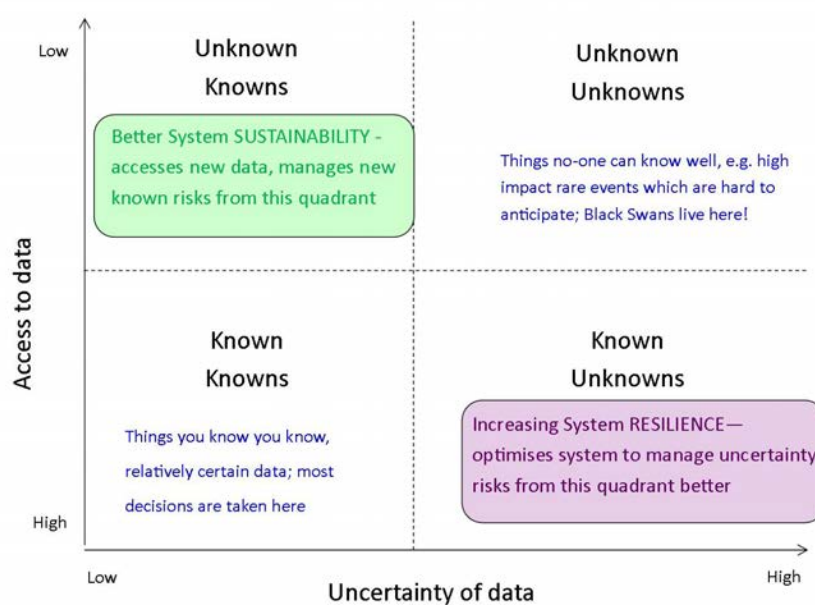 Low
Unknown
Knowns
Better System SUSTAINABILITY -
accesses new data, manages new
known risks from this quadrant
Unknown
Unknowns
Things no-one can know well, e.g. high
impact rare events which are hard to
anticipate; Black Swans live here!
Access to data
Known
Knowns
Things you know you know,
relatively certain data; most
decisions are taken here
Known
Unknowns
Increasing System RESILIENCE—
optimises system to manage uncertainty
risks from this quadrant better
High
Low
Uncertainty of data
High